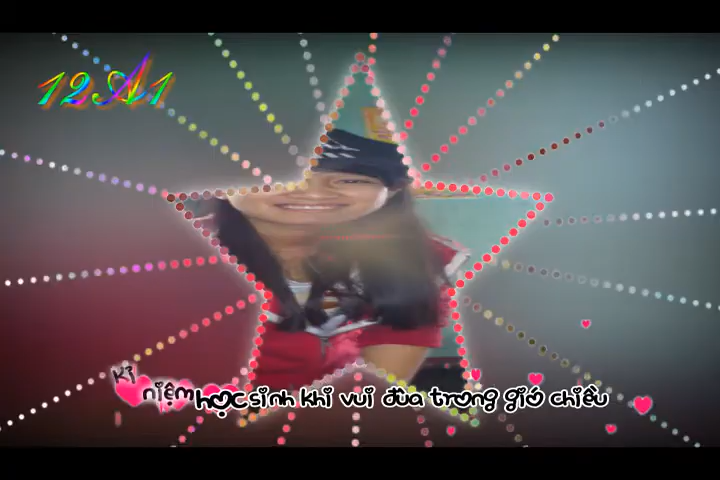 12A1
kỉ niệm học sinh khi vui đùa trong gió chiều